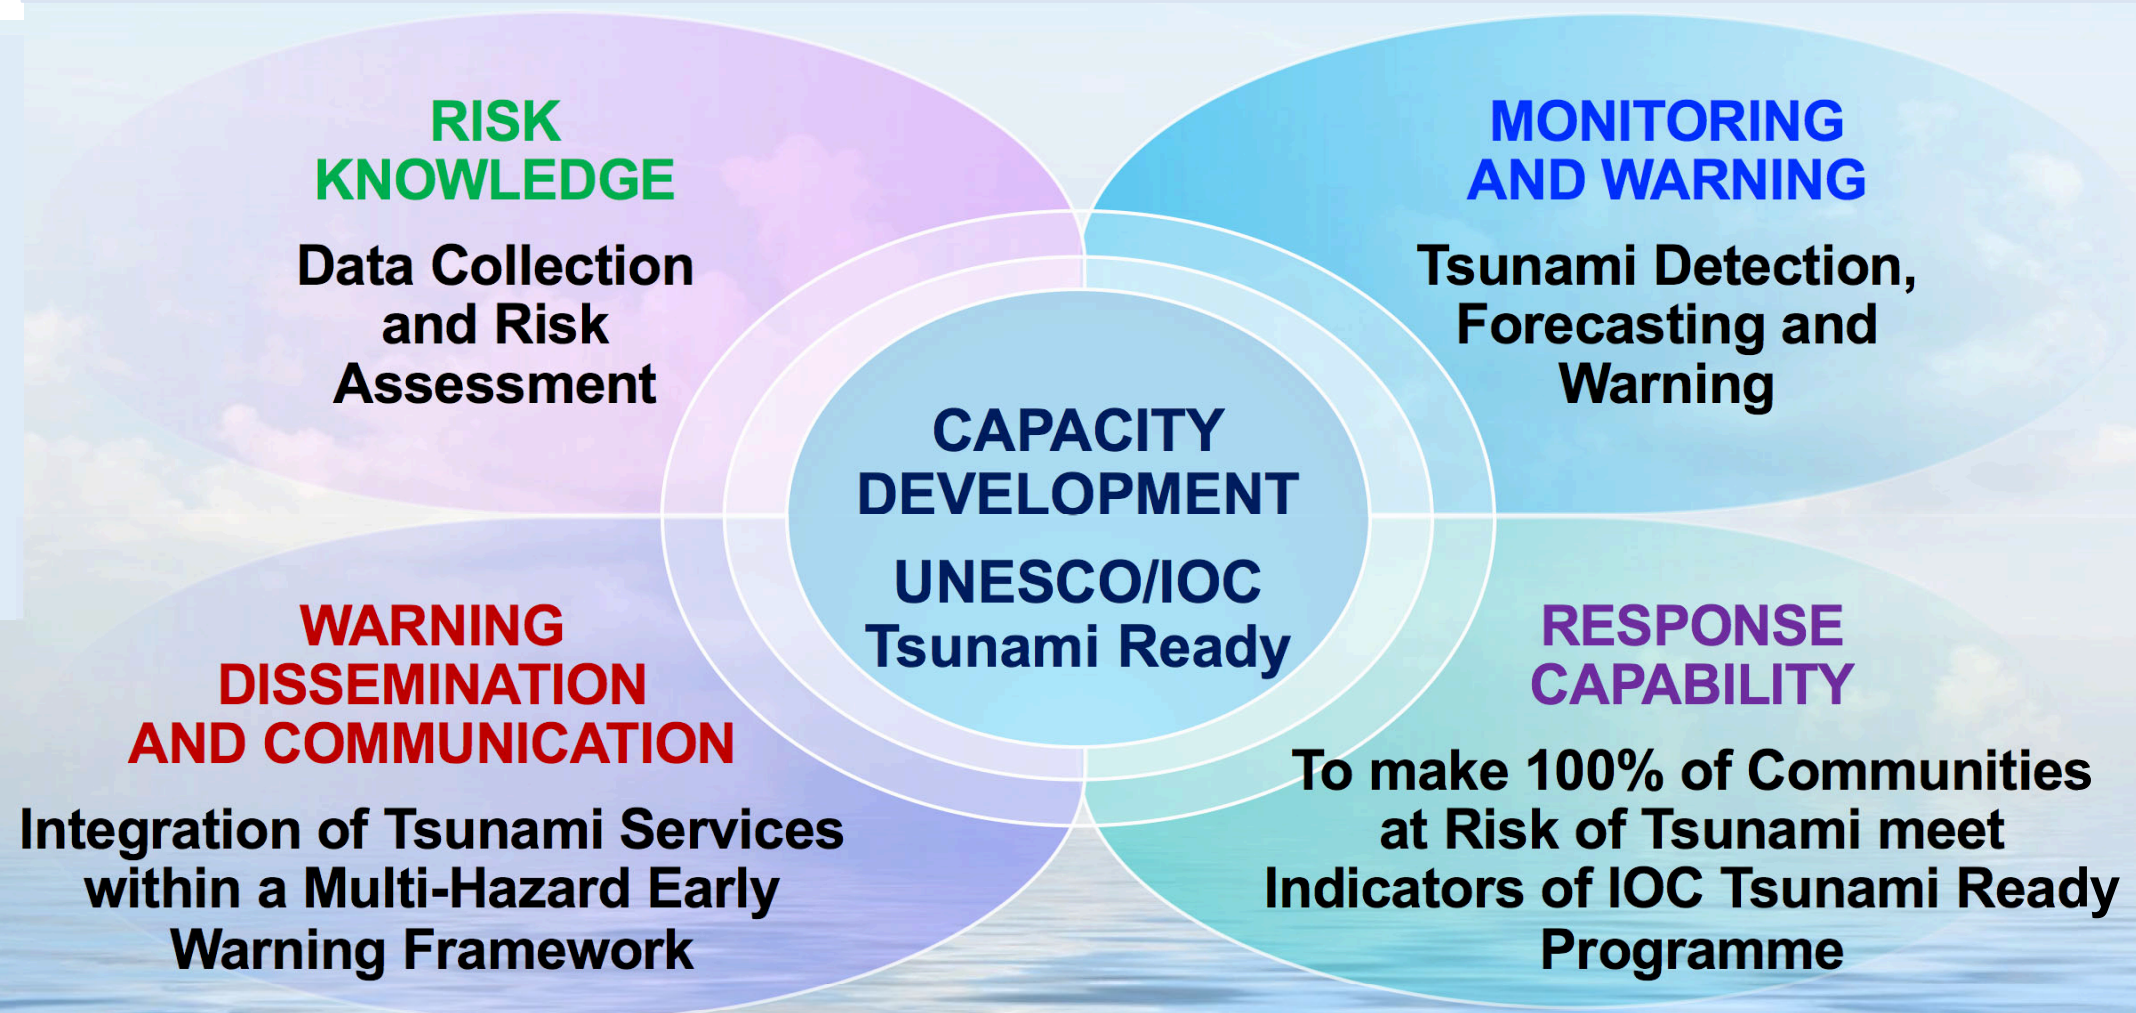 RISK
KNOWLEDGE
Data Collection
and Risk
Assessment
MONITORING
AND WARNING
Tsunami Detection,
Forecasting and
Warning
CAPACITY
DEVELOPMENT
UNESCO/IOC
Tsunami Ready
WARNING
DISSEMINATION
AND COMMUNICATION
Integration of Tsunami Services
within a Multi-Hazard Early
Warning Framework
RESPONSE
CAPABILITY
To make 100% of Communities
at Risk of Tsunami meet
Indicators of IOC Tsunami Ready
Programme